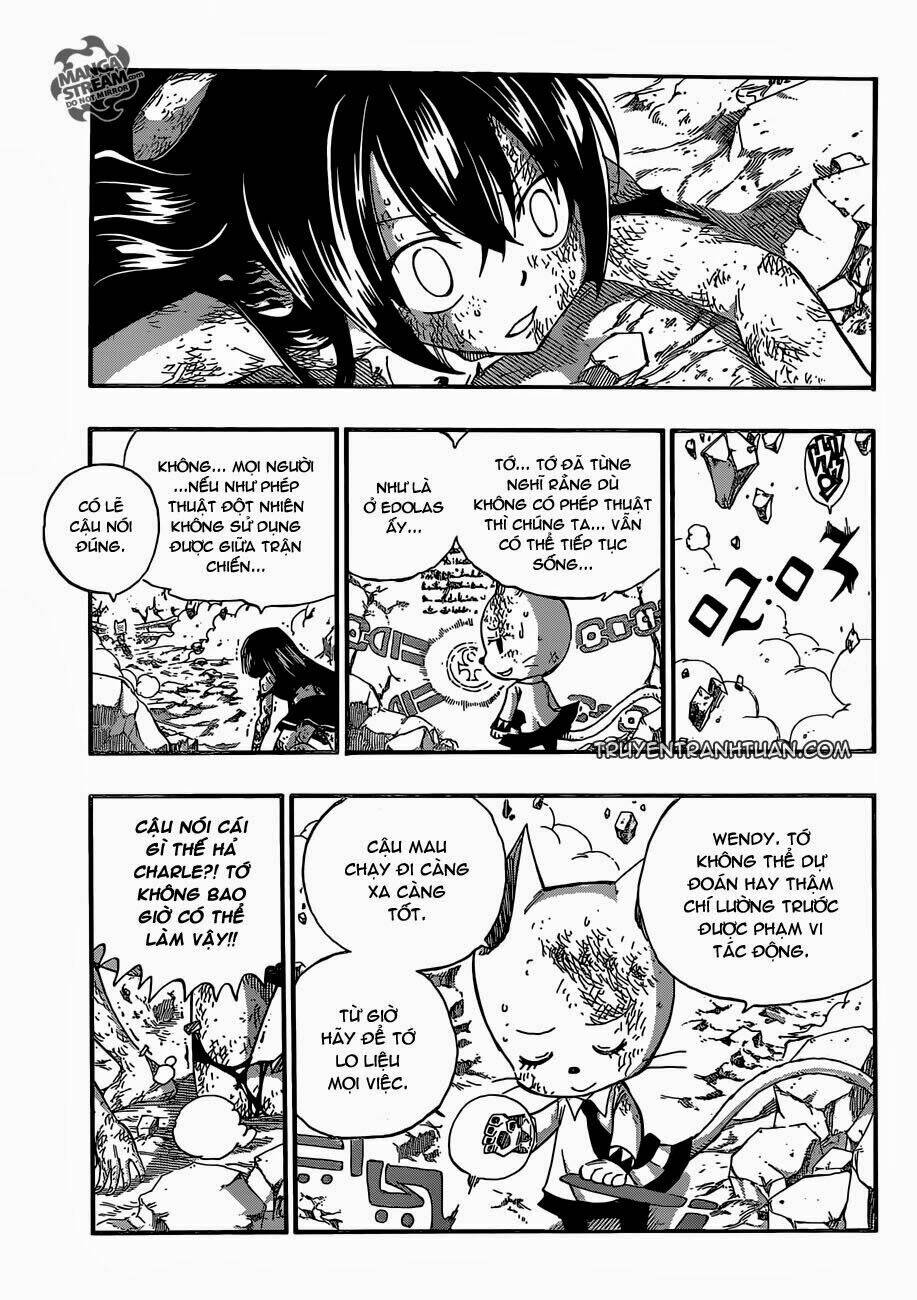 MANGA
STREAM.com
DO NOT MIRROR
02:03
TỚ... TỚ ĐÃ TỪNG
NGHĨ RẰNG DÙ
KHÔNG CÓ PHÉP THUẬT
THÌ CHÚNG TA... VẪN
CÓ THỂ TIẾP TỤC
SỐNG...
NHƯ LÀ
Ở EDOLAS
ẤY...
KHÔNG... MỌI NGƯỜI
...NẾU NHƯ PHÉP
THUẬT ĐỘT NHIÊN
KHÔNG SỬ DỤNG
ĐƯỢC GIỮA TRẬN
CHIẾN...
CÓ LẼ
CẬU NÓI
ĐÚNG.
TRUYENTRANHTUAN.COM
WENDY. TỚ
KHÔNG THỂ DỰ
ĐOÁN HAY THẬM
CHÍ LƯỜNG TRƯỚC
ĐƯỢC PHẠM VI
TÁC ĐỘNG.
CẬU MAU
CHẠY ĐI CÀNG
XA CÀNG
TỐT.
TỪ GIỜ
HÃY ĐỂ TỚ
LO LIỆU
MỌI VIỆC.
CẬU NÓI CÁI
GÌ THẾ HẢ
CHARLE?! TỚ
KHÔNG BAO
GIỜ CÓ THỂ
LÀM VẬY!!